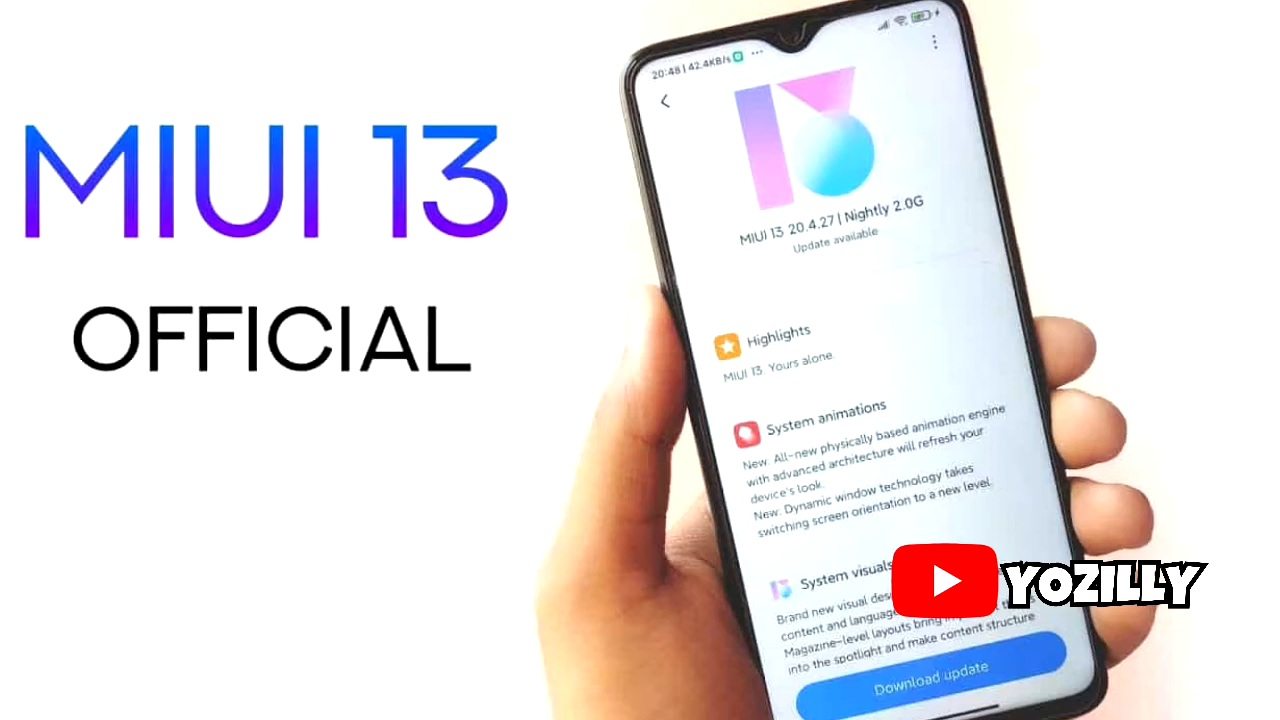 MIUI 13
OFFICIAL
20:48 | 42.4KB/s ...
13
MIUI 13 20.4.27 | Nightly 2.0G
Update available
Highlights
MIUI 13. Yours alone.
System animations
New: All-new physically based animation engine
with advanced architecture will refresh your
device's look.
New: Dynamic window technology takes
switching screen orientation to a new level.
System visuals
Brand new visual
content and
Magazine-level layouts bring
into the spotlight and make content structure
Download update
YOZILLY